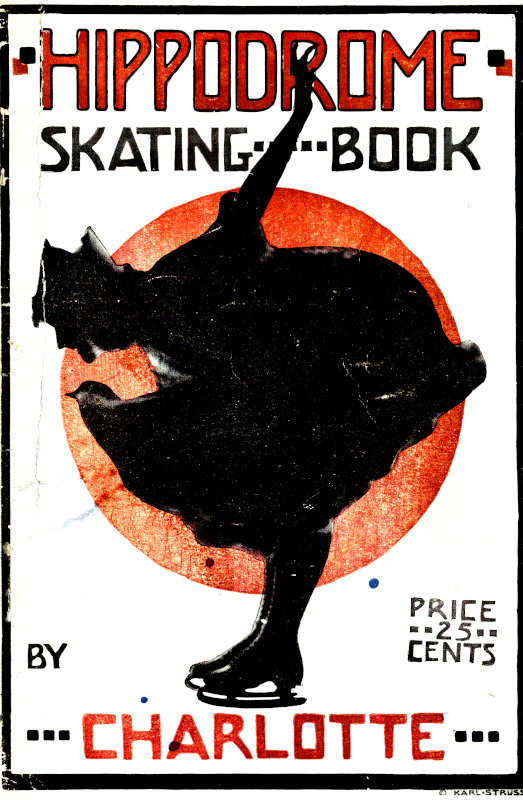 HIPPODROME
SKATING BOOK
PRICE
25
CENTS
BY
CHARLOTTE
© KARL·STRUSS